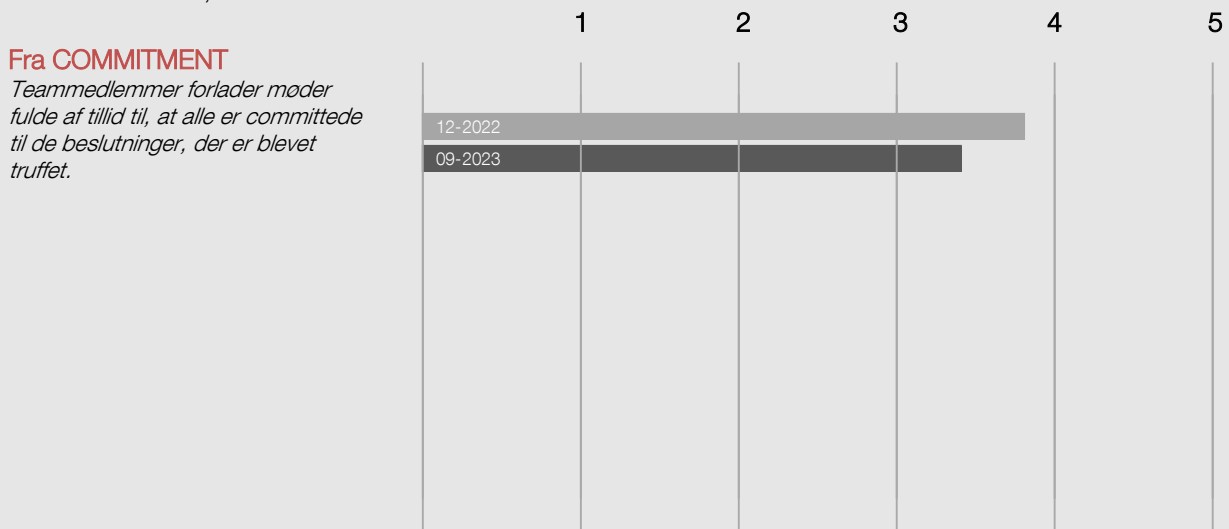 1 2 3 4 5
Fra COMMITMENT
Teammedlemmer forlader møder
fulde af tillid til, at alle er committede
til de beslutninger, der er blevet
truffet.
12-2022
09-2023